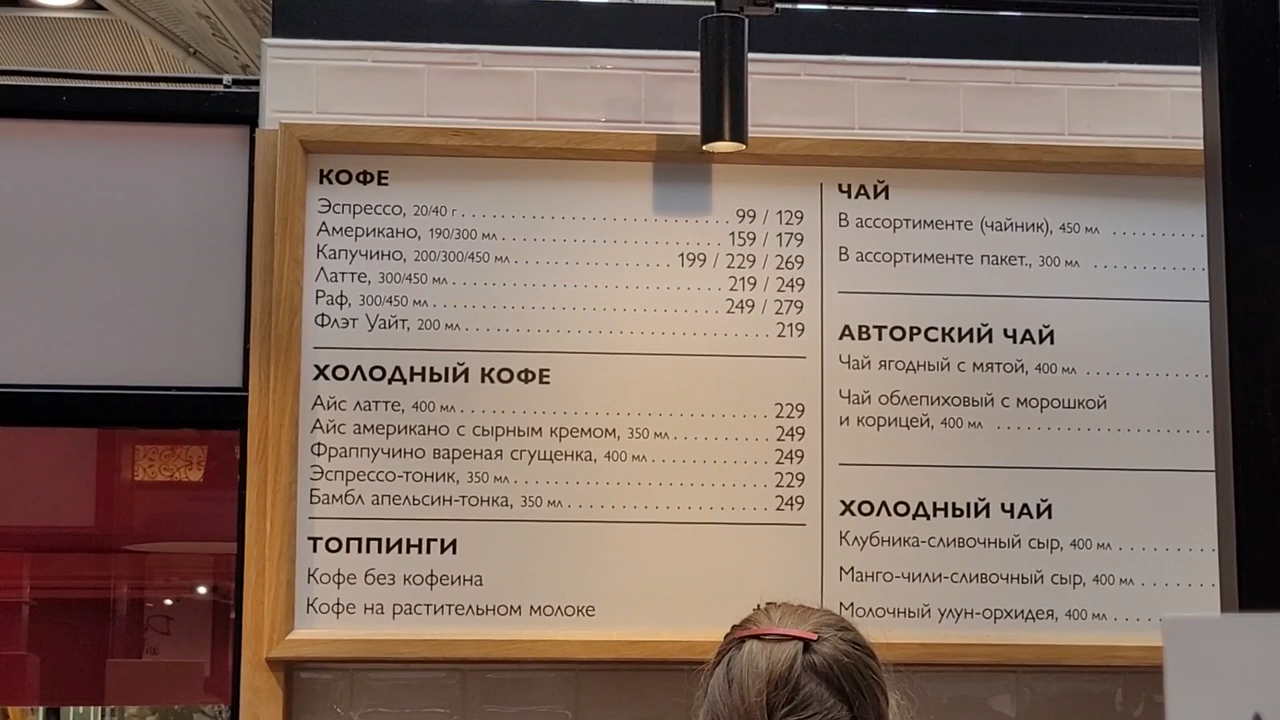 КОФЕ
Эспрессо, 20/40 г 99 / 129
Американо, 190/300 мл 159 / 179
Капучино, 200/300/450 мл 199 / 229 / 269
Латте, 300/450 мл 219 / 249
Раф, 300/450 мл 249 / 279
Флэт Уайт, 200 мл 219
ХОЛОДНЫЙ КОФЕ
Айс латте, 400 мл 229
Айс американо с сырным кремом, 350 мл 249
Фраппучино вареная сгущенка, 400 мл 249
Эспрессо-тоник, 350 мл 229
Бамбл апельсин-тонка, 350 мл 249
ТОППИНГИ
Кофе без кофеина
Кофе на растительном молоке
ЧАЙ
В ассортименте (чайник), 450 мл
В ассортименте пакет., 300 мл
АВТОРСКИЙ ЧАЙ
Чай ягодный с мятой, 400 мл
Чай облепиховый с морошкой
и корицей, 400 мл
ХОЛОДНЫЙ ЧАЙ
Клубника-сливочный сыр, 400 мл
Манго-чили-сливочный сыр, 400 мл
Молочный улун-орхидея, 400 мл